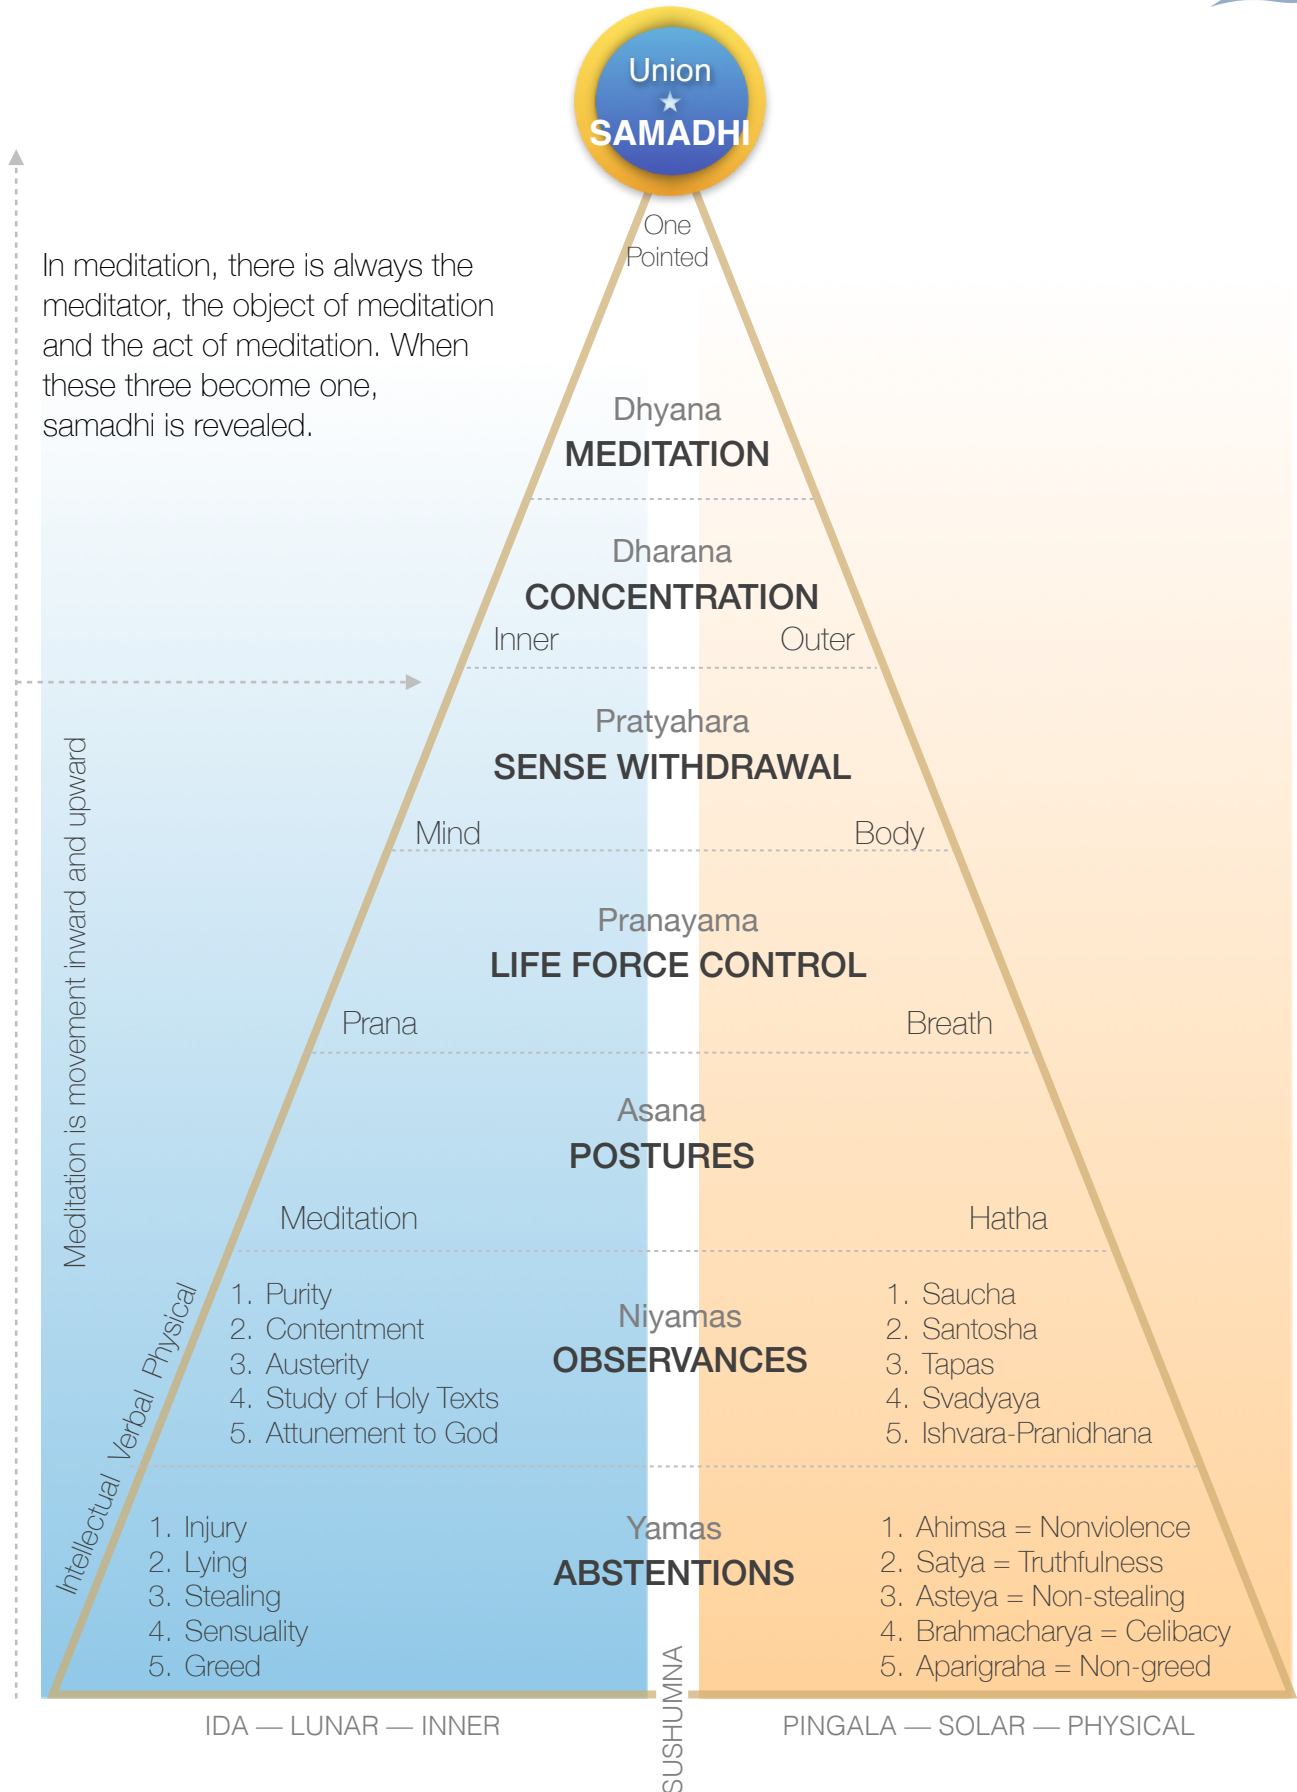 Union
SAMADHI
One
Pointed
In meditation, there is always the
meditator, the object of meditation
and the act of meditation. When
these three become one,
samadhi is revealed.
Dhyana
MEDITATION
Dharana
CONCENTRATION
Inner
Outer
Pratyahara
SENSE WITHDRAWAL
Mind
Body
Pranayama
LIFE FORCE CONTROL
Prana
Breath
Asana
POSTURES
Meditation
Hatha
Meditation is movement inward and upward
Intellectual Verbal Physical
1. Purity
2. Contentment
3. Austerity
4. Study of Holy Texts
5. Attunement to God
Niyamas
OBSERVANCES
1. Saucha
2. Santosha
3. Tapas
4. Svadyaya
5. Ishvara-Pranidhana
1. Injury
2. Lying
3. Stealing
4. Sensuality
5. Greed
Yamas
ABSTENTIONS
1. Ahimsa = Nonviolence
2. Satya = Truthfulness
3. Asteya = Non-stealing
4. Brahmacharya = Celibacy
5. Aparigraha = Non-greed
IDA — LUNAR — INNER
SUSHUMNA
PINGALA — SOLAR — PHYSICAL